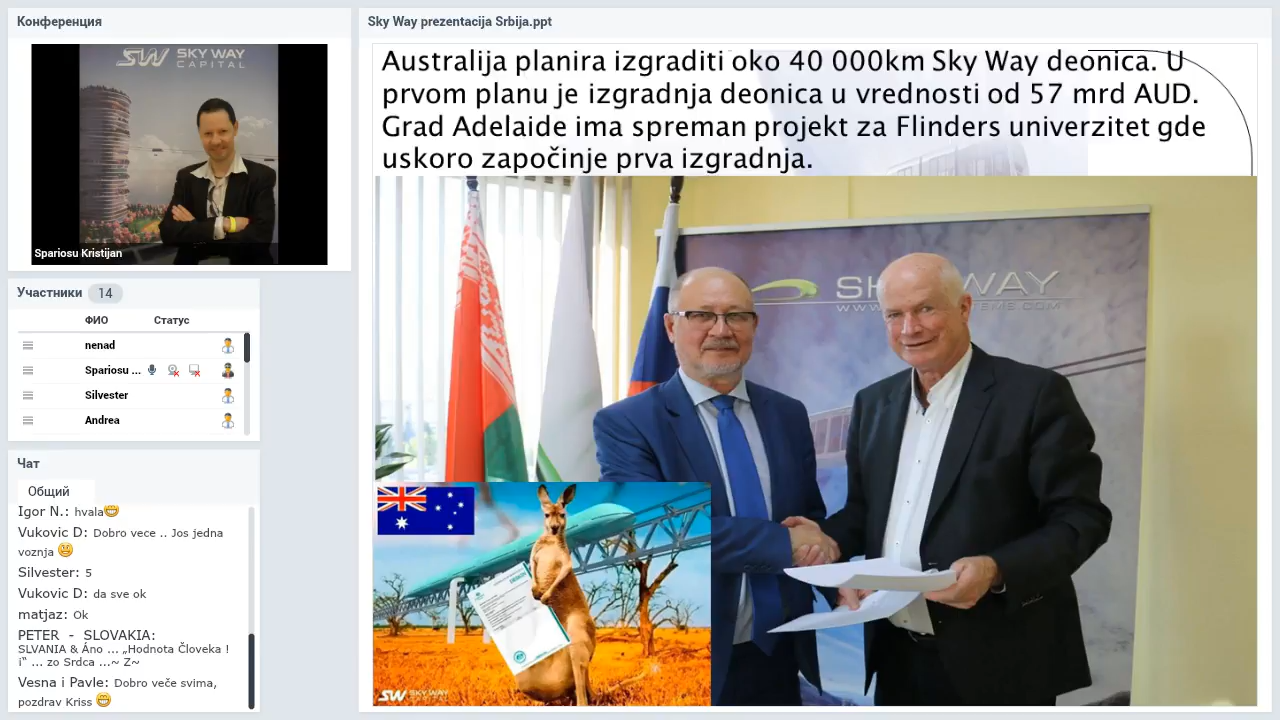 Конференция
SKY WAY
CAPITAL
Spariosu Kristijan
Участники 14
ФИО Статус
nenad
Spariosu ...
Silvester
Andrea
Чат
Общий
Igor N.: hvala
Vukovic D: Dobro vece .. Jos jedna
voznja
Silvester: 5
Vukovic D: da sve ok
matjaz: Ok
PETER - SLOVAKIA:
SLVANIA & Áno ... „Hodnota Človeka !
i“ ... zo Srdca ...~ Z~
Vesna i Pavle: Dobro veče svima,
pozdrav Kriss
Sky Way prezentacija Srbija.ppt
Australija planira izgraditi oko 40 000km Sky Way deonica. U
prvom planu je izgradnja deonica u vrednosti od 57 mrd AUD.
Grad Adelaide ima spreman projekt za Flinders univerzitet gde
uskoro započinje prva izgradnja.
WAY
SW SKY WAY
CAPITAL